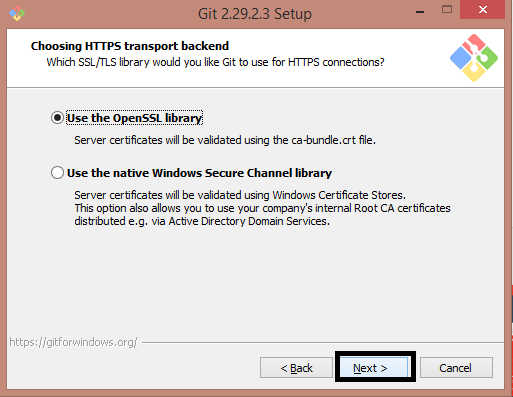 Git 2.29.2.3 Setup
Choosing HTTPS transport backend
Which SSL/TLS library would you like Git to use for HTTPS connections?
Use the OpenSSL library
Server certificates will be validated using the ca-bundle.crt file.
Use the native Windows Secure Channel library
Server certificates will be validated using Windows Certificate Stores.
This option also allows you to use your company's internal Root CA certificates
distributed e.g. via Active Directory Domain Services.
https://gitforwindows.org/
< Back Next > Cancel